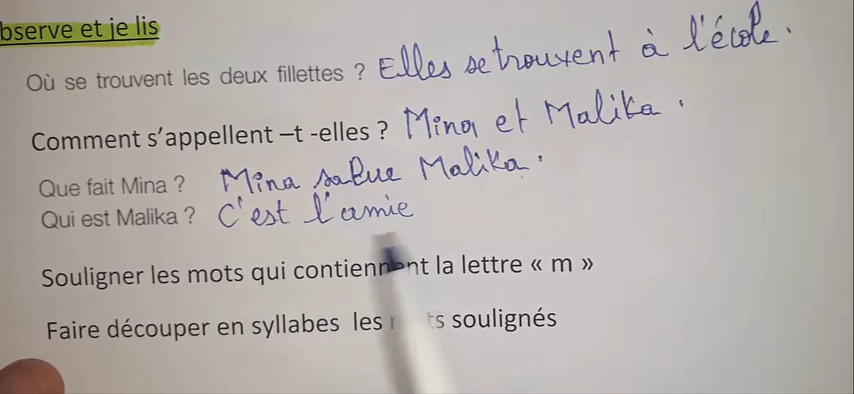 bserve et je lis
Où se trouvent les deux fillettes ? Elles se trouvent à l'école.
Comment s'appellent –t -elles ? Mina et Malika.
Que fait Mina ? Mina salue Malika.
Qui est Malika ? C'est l'amie
Souligner les mots qui contiennent la lettre « m »
Faire découper en syllabes les mots soulignés